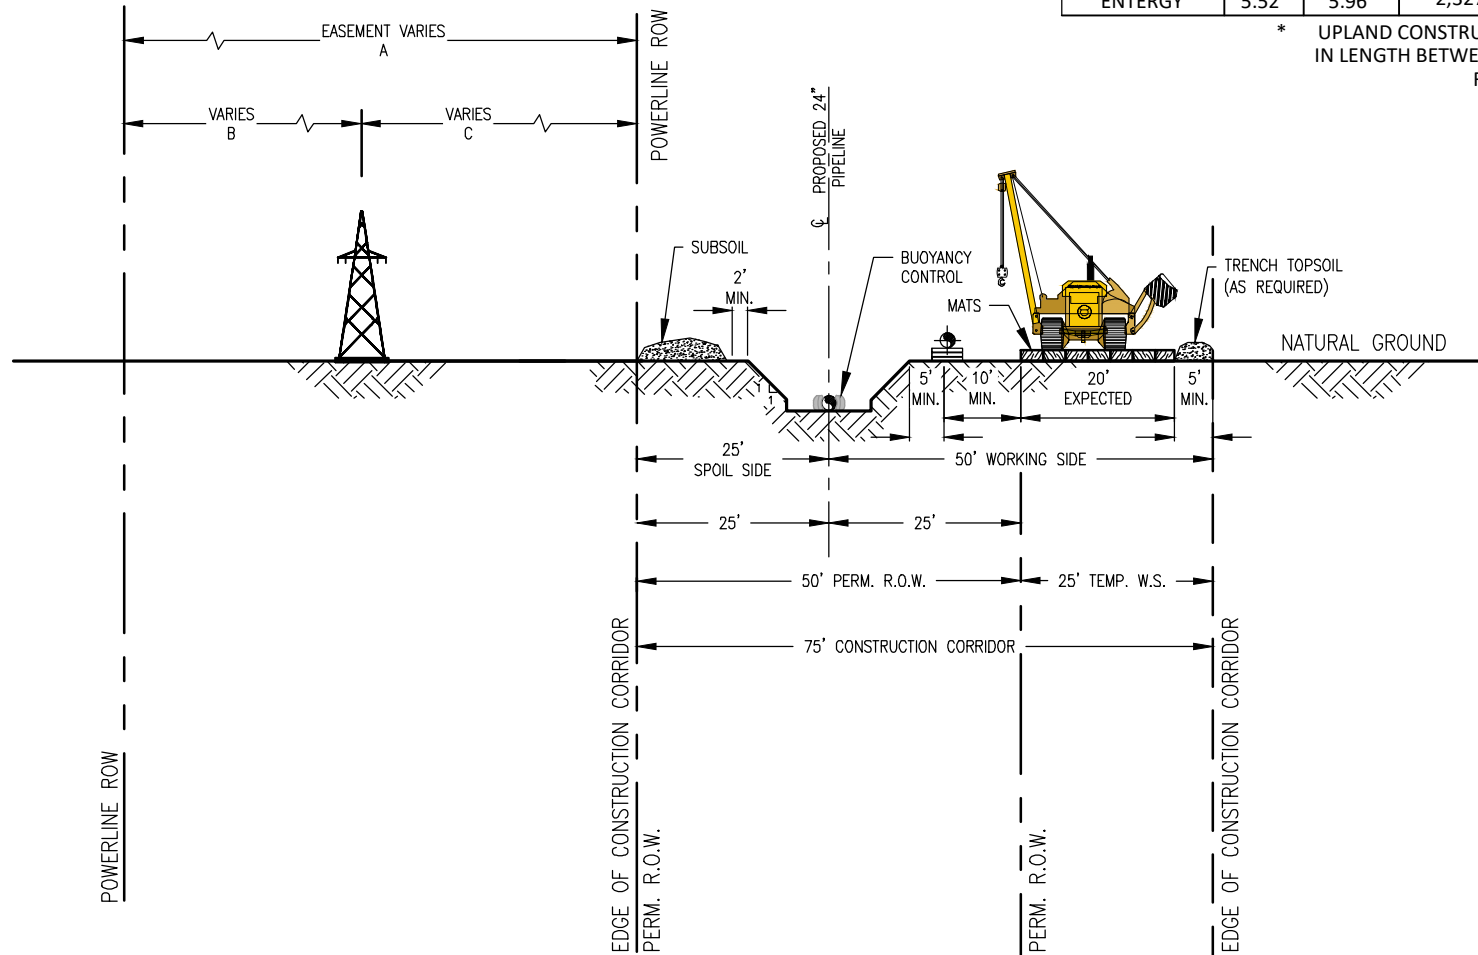 ENTERGY 5.52 5.96
* UPLAND CONSTRU
IN LENGTH BETWE
EASEMENT VARIES
A
POWERLINE ROW
VARIES
B
VARIES
C
℄ PROPOSED 24"
PIPELINE
SUBSOIL
2'
MIN.
BUOYANCY
CONTROL
MATS
TRENCH TOPSOIL
(AS REQUIRED)
NATURAL GROUND
1
1
5'
MIN.
10'
MIN.
20'
EXPECTED
5'
MIN.
25'
SPOIL SIDE
50' WORKING SIDE
25'
25'
50' PERM. R.O.W.
25' TEMP. W.S.
75' CONSTRUCTION CORRIDOR
POWERLINE ROW
EDGE OF CONSTRUCTION CORRIDOR
PERM. R.O.W.
PERM. R.O.W.
EDGE OF CONSTRUCTION CORRIDOR